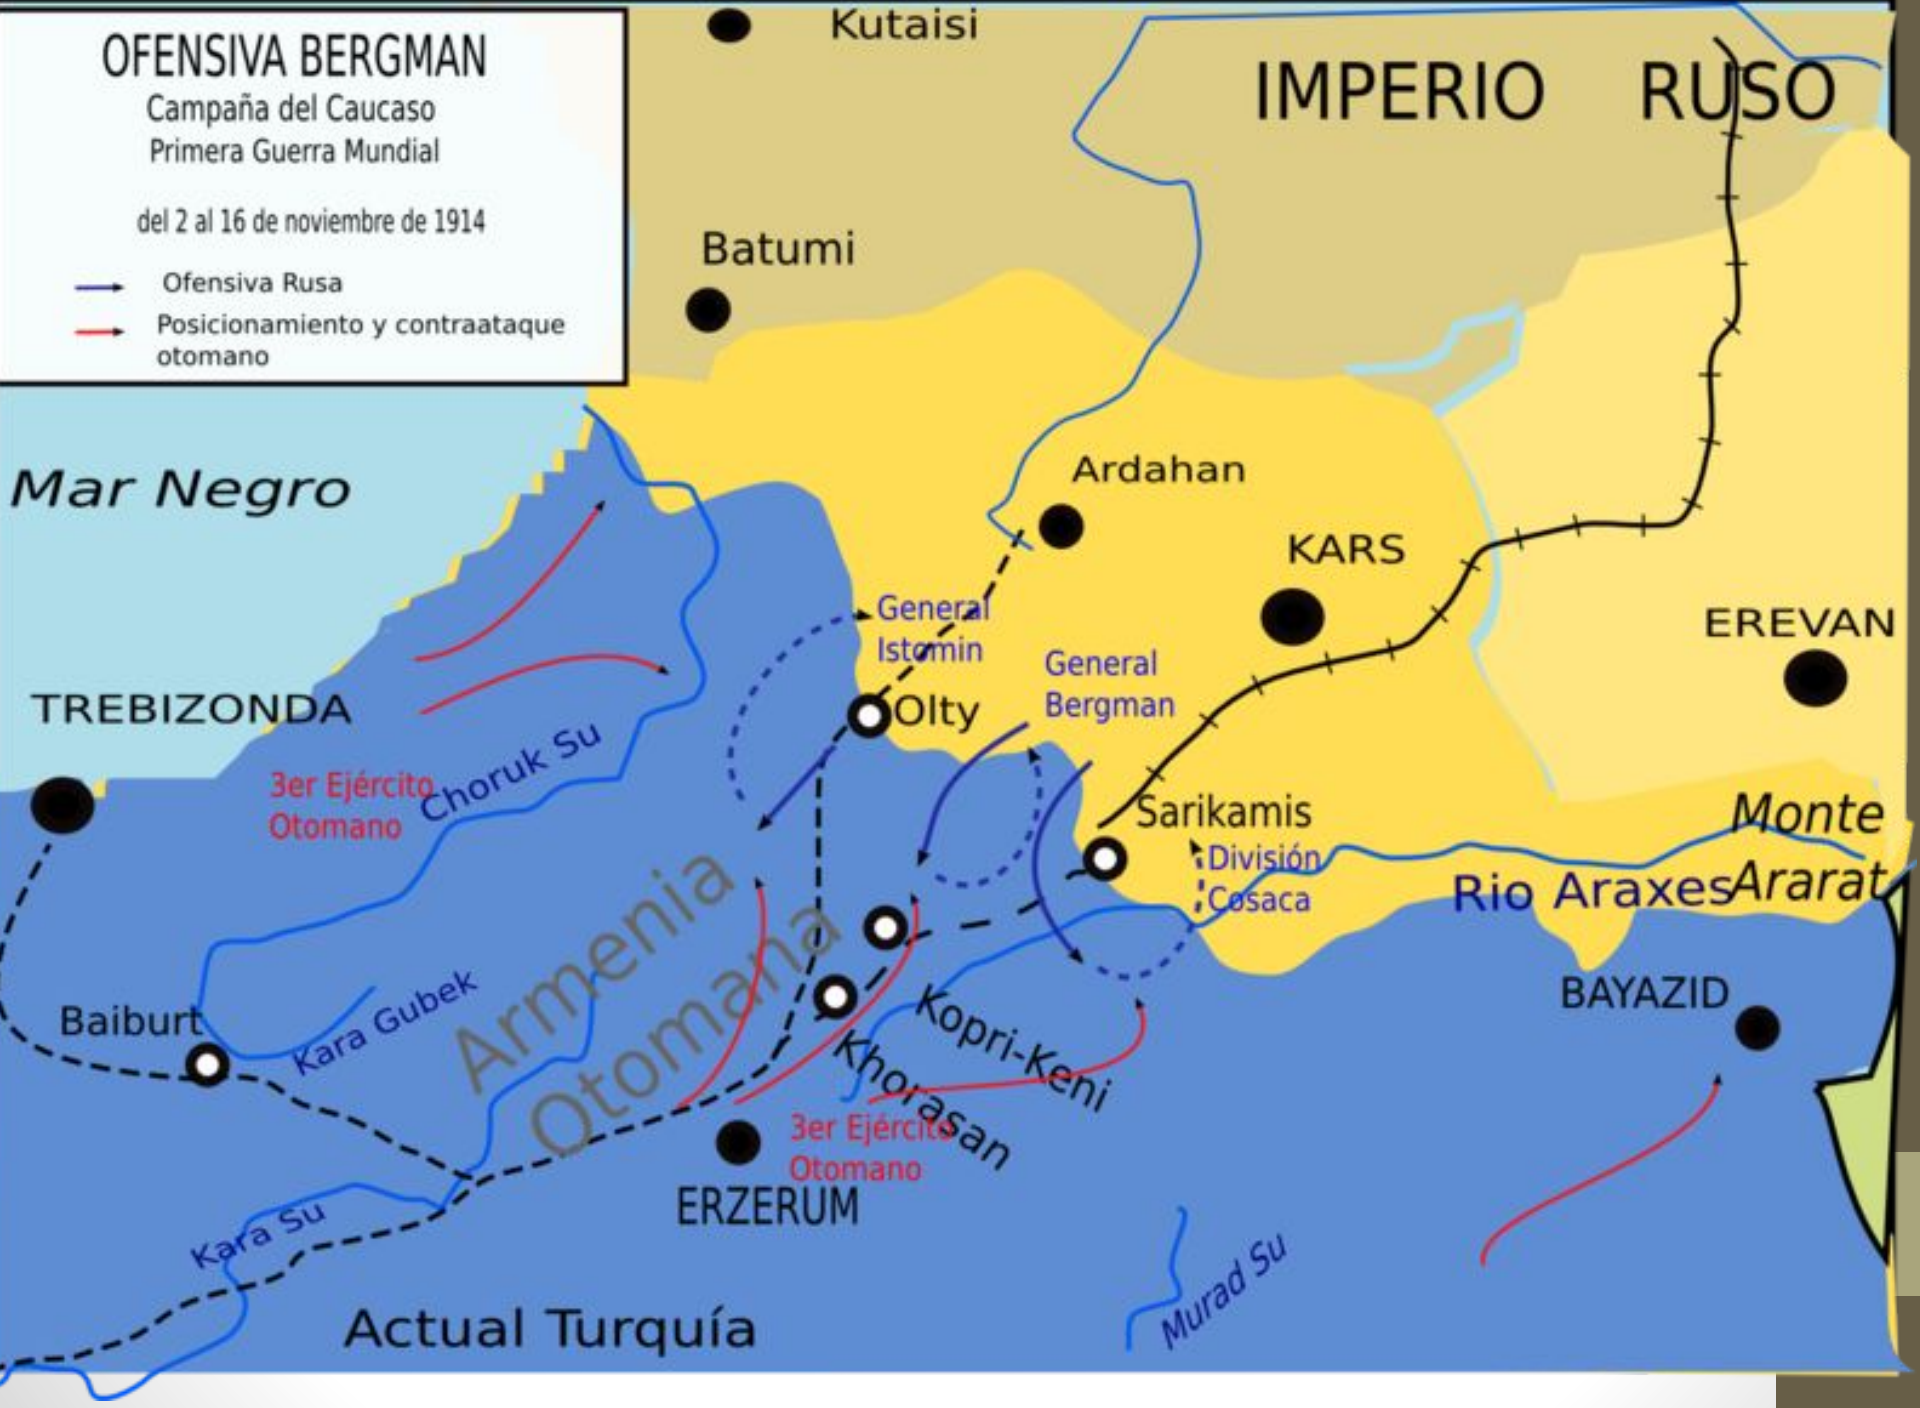 OFENSIVA BERGMAN
Campaña del Caucaso
Primera Guerra Mundial
del 2 al 16 de noviembre de 1914
Ofensiva Rusa
Posicionamiento y contraataque
otomano
Kutaisi
IMPERIO RUSO
Batumi
Mar Negro
Ardahan
KARS
General
Istomin
General
Bergman
EREVAN
TREBIZONDA
Olty
Choruk Su
3er Ejército
Otomano
Sarikamis
Monte
Ararat
División
Cosaca
Rio Araxes
Armenia
Otomana
Baiburt
Kara Gubek
BAYAZID
Kopri-Keni
Khorasan
3er Ejército
Otomano
ERZERUM
Kara Su
Murad Su
Actual Turquía